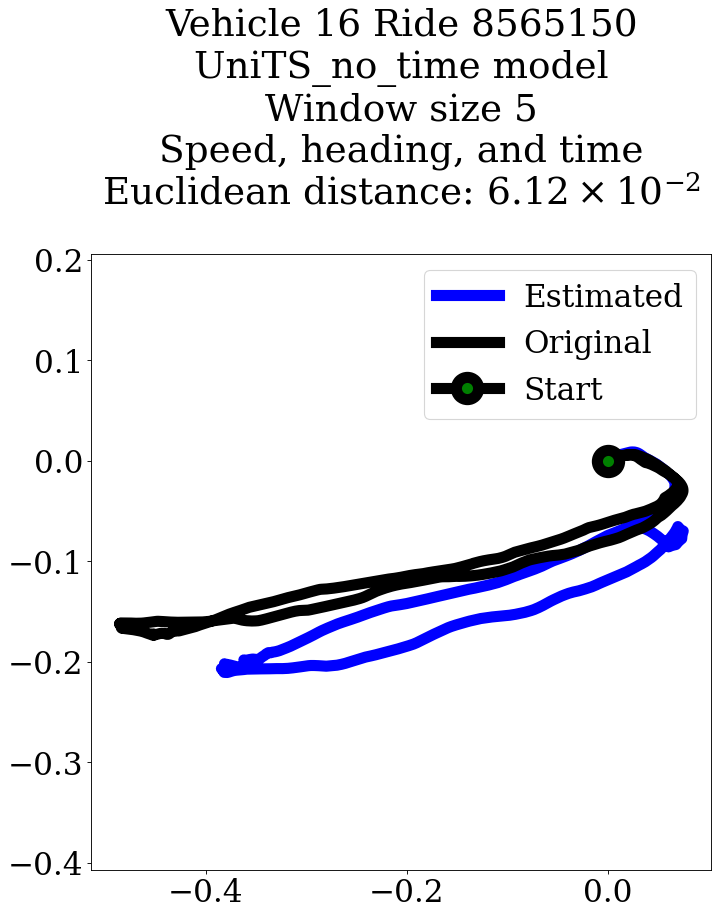 Vehicle 16 Ride 8565150
UniTS_no_time model
Window size 5
Speed, heading, and time
Euclidean distance: 6.12 × 10⁻²
Estimated
Original
Start
0.2
0.1
0.0
−0.1
−0.2
−0.3
−0.4
−0.4 −0.2 0.0